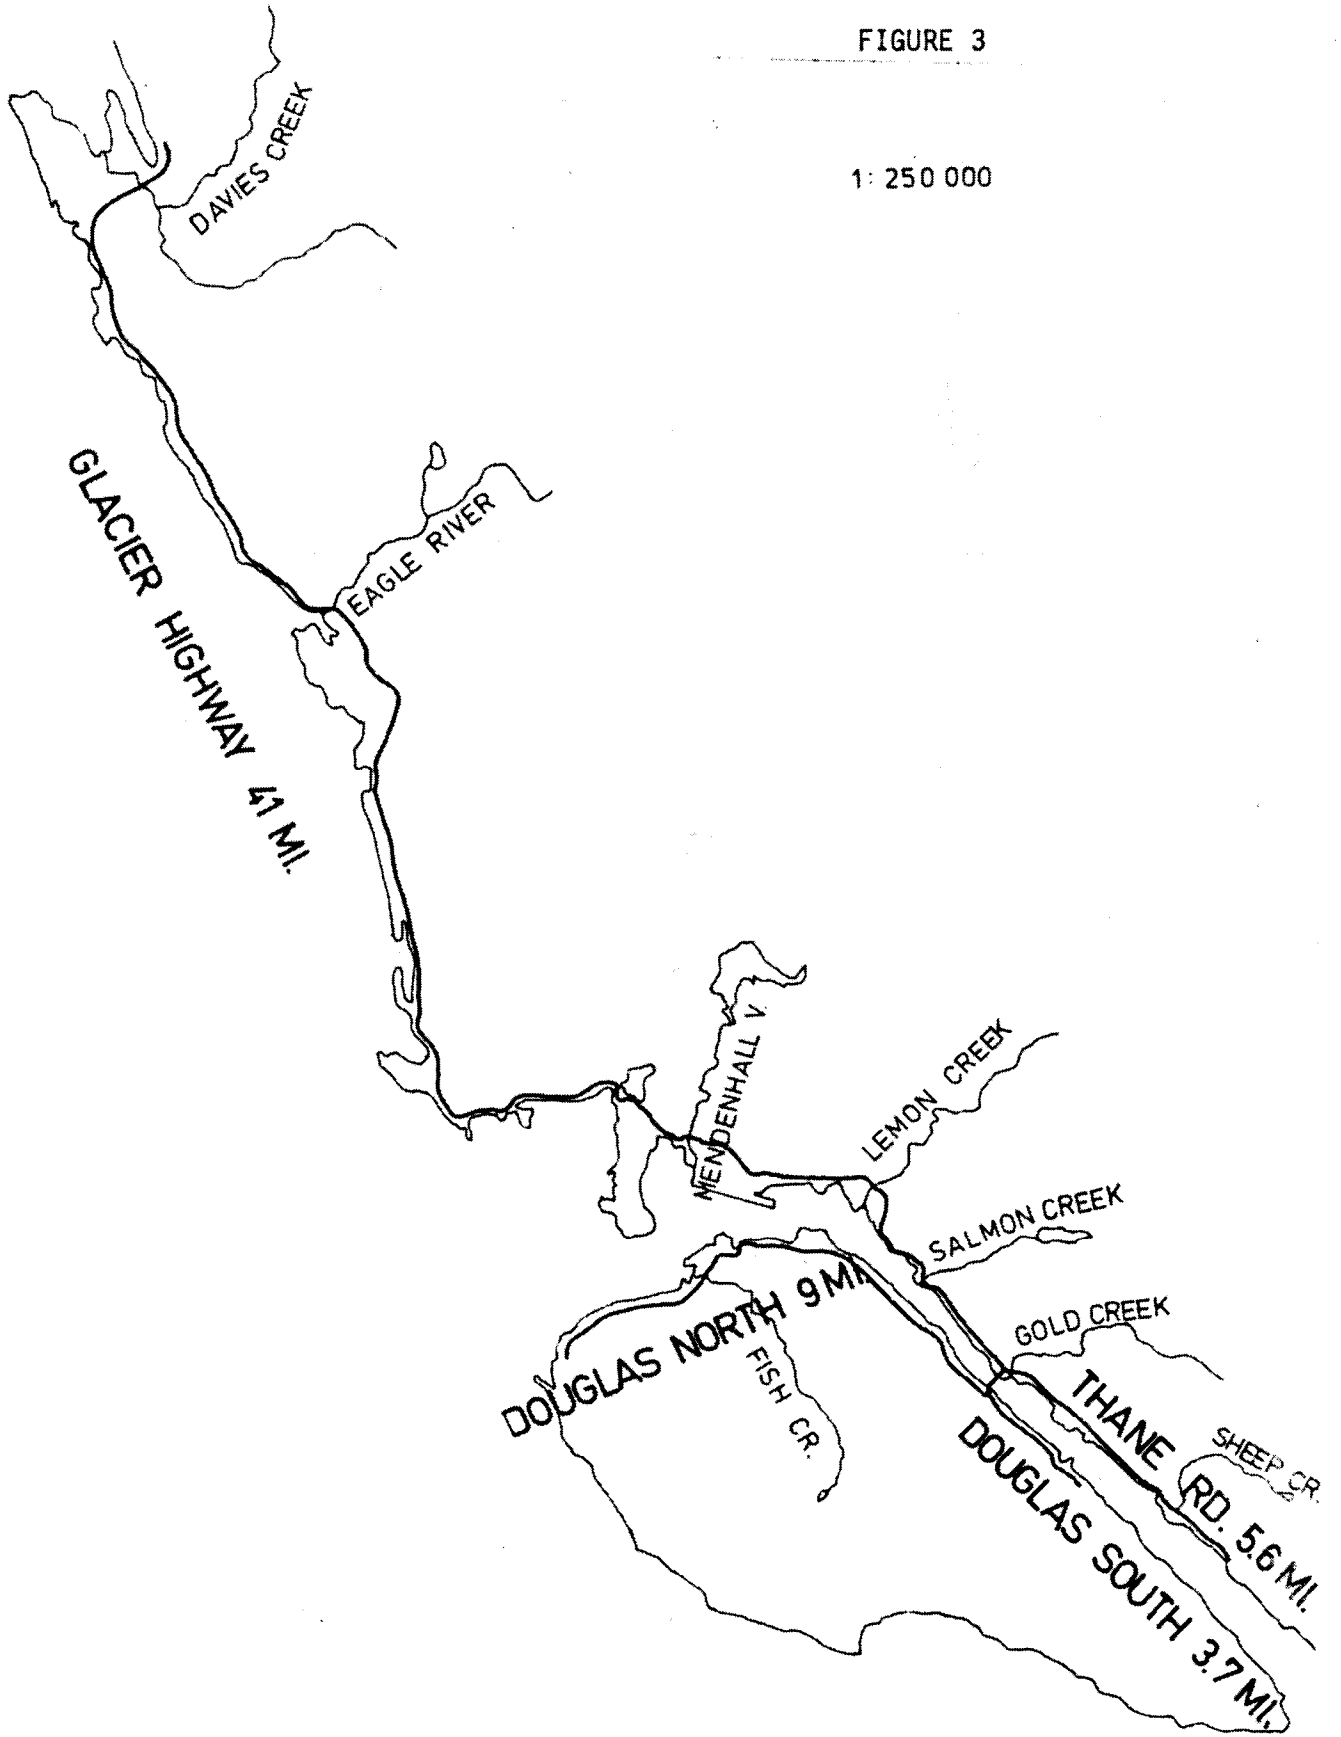 FIGURE 3
1: 250 000
DAVIES CREEK
GLACIER HIGHWAY 41 MI.
EAGLE RIVER
MENDENHALL V.
LEMON CREEK
SALMON CREEK
GOLD CREEK
DOUGLAS NORTH 9 MI.
FISH CR.
THANE RD. 5.6 MI.
SHEEP CR.
DOUGLAS SOUTH 3.7 MI.